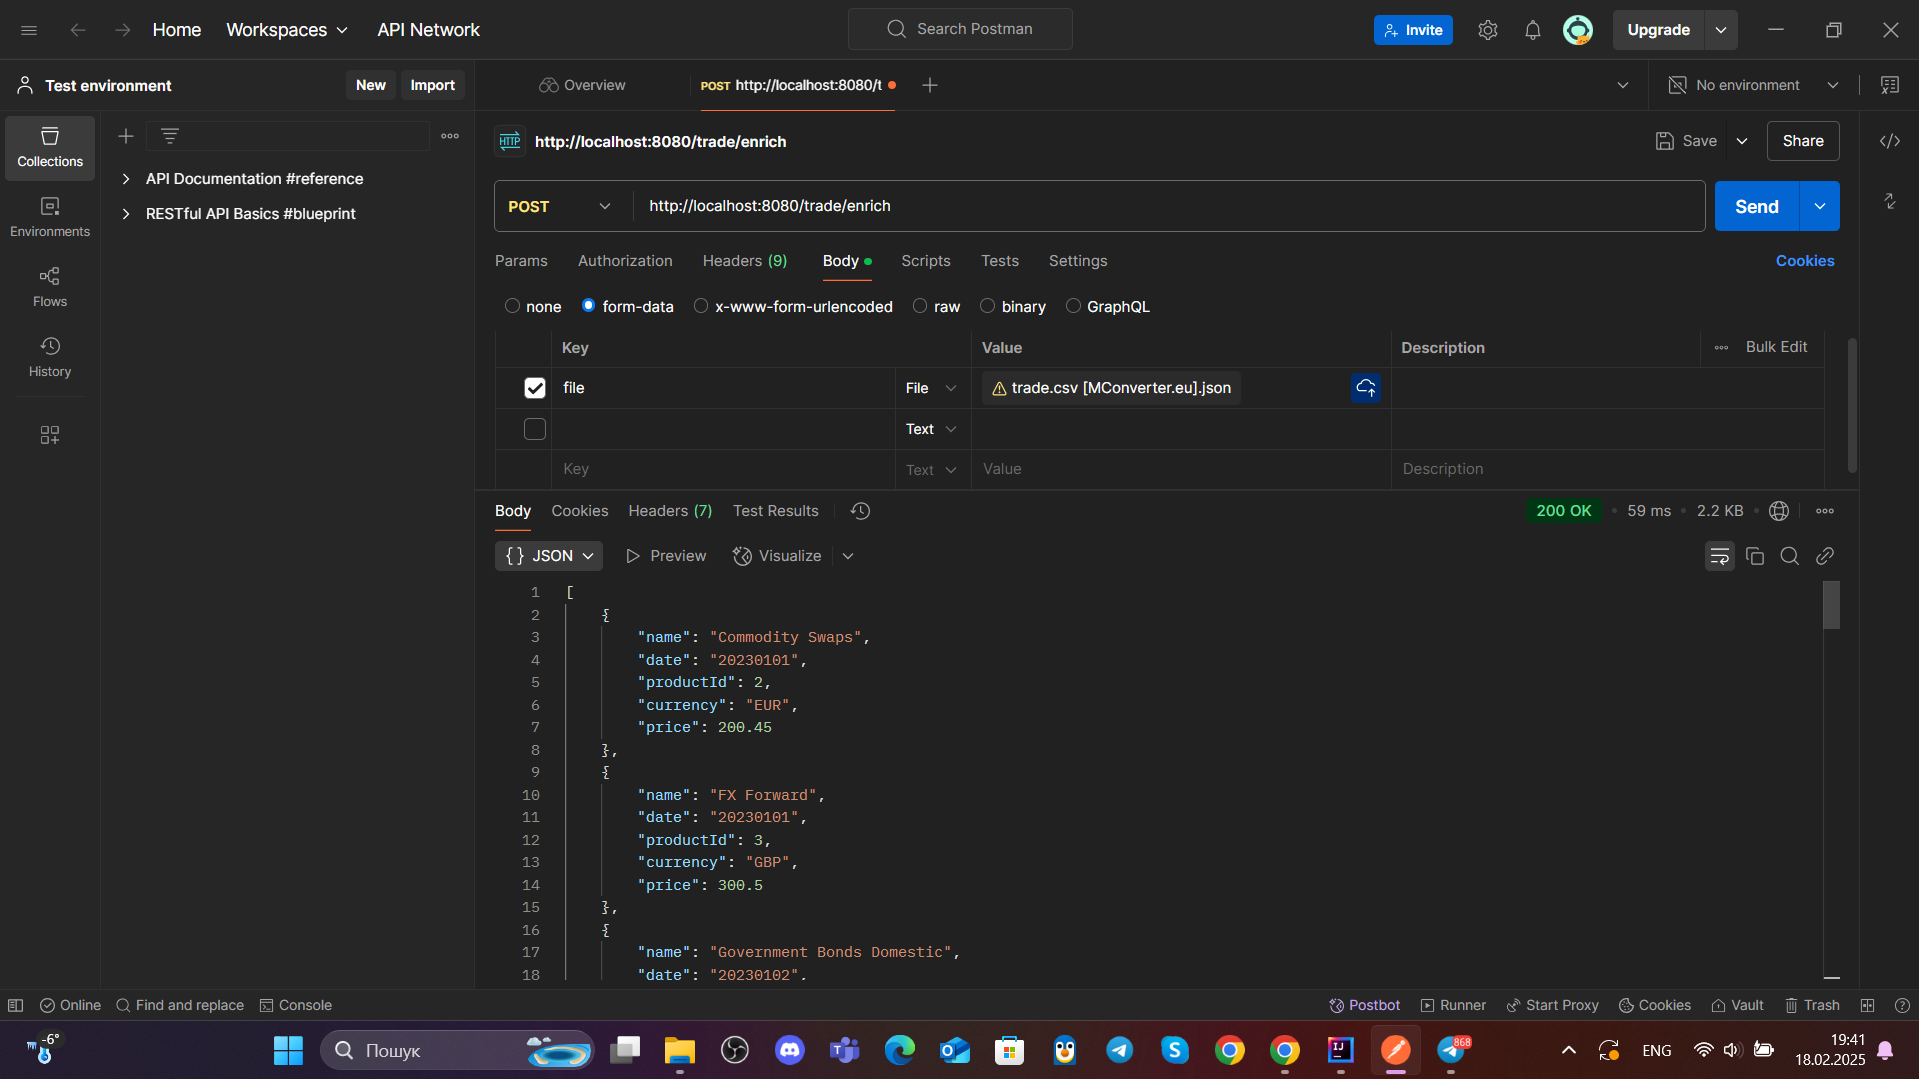 Home
Workspaces
API Network
Search Postman
Invite
Upgrade
Test environment
New
Import
Overview
POST http://localhost:8080/t
No environment
Collections
API Documentation #reference
RESTful API Basics #blueprint
Environments
Flows
History
HTTP
http://localhost:8080/trade/enrich
Save
Share
POST
http://localhost:8080/trade/enrich
Send
Params
Authorization
Headers (9)
Body
Scripts
Tests
Settings
Cookies
none
form-data
x-www-form-urlencoded
raw
binary
GraphQL
Key
Value
Description
Bulk Edit
file
File
trade.csv [MConverter.eu].json
Text
Key
Text
Value
Description
Body
Cookies
Headers (7)
Test Results
200 OK
59 ms
2.2 KB
{} JSON
Preview
Visualize
1 [
2 {
3 "name": "Commodity Swaps",
4 "date": "20230101",
5 "productId": 2,
6 "currency": "EUR",
7 "price": 200.45
8 },
9 {
10 "name": "FX Forward",
11 "date": "20230101",
12 "productId": 3,
13 "currency": "GBP",
14 "price": 300.5
15 },
16 {
17 "name": "Government Bonds Domestic",
18 "date": "20230102",
Online
Find and replace
Console
Postbot
Runner
Start Proxy
Cookies
Vault
Trash
-6°
Пошук
868
ENG
19:41
18.02.2025